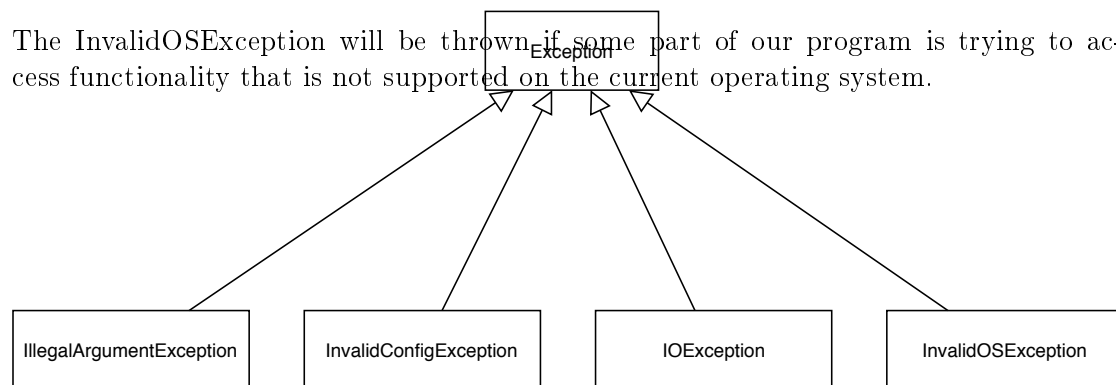 The InvalidOSException will be thrown if some part of our program is trying to ac-
cess functionality that is not supported on the current operating system.
Exception
IllegalArgumentException
InvalidConfigException
IOException
InvalidOSException